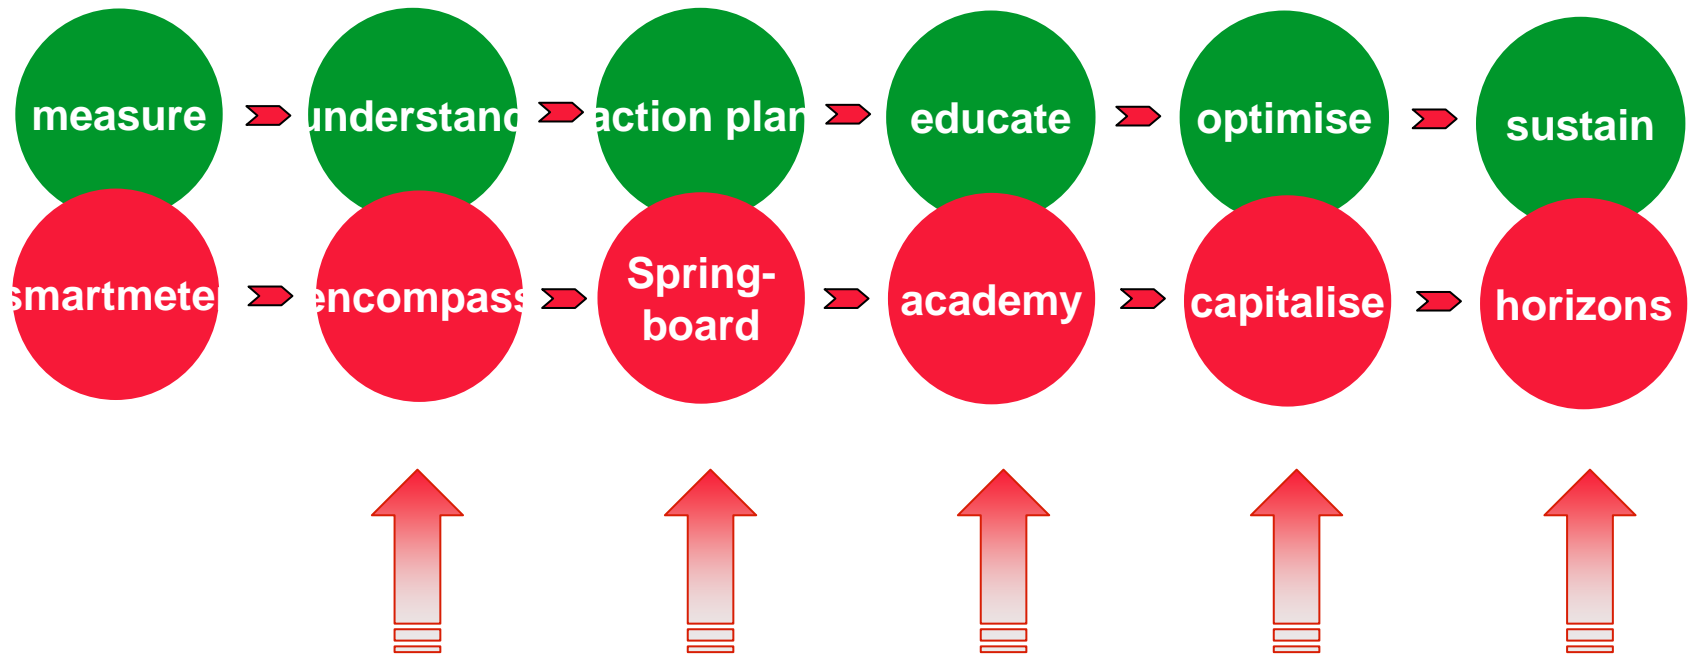 measure
understand
action plan
educate
optimise
sustain
smartmeter
encompass
Spring-
board
academy
capitalise
horizons